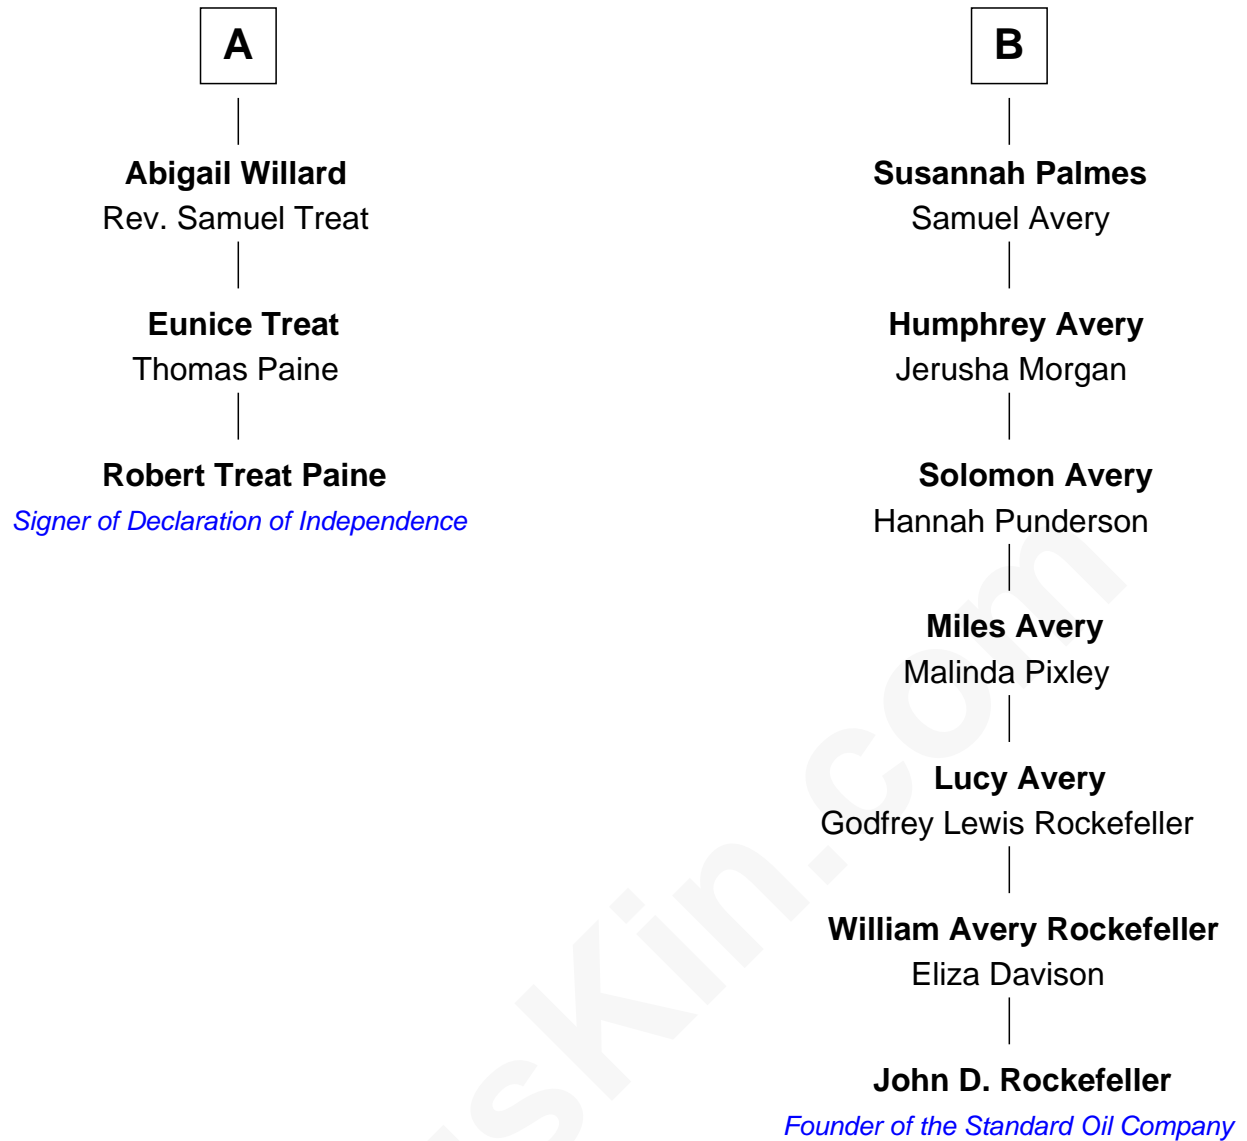 A
Abigail Willard
Rev. Samuel Treat
Eunice Treat
Thomas Paine
Robert Treat Paine
Signer of Declaration of Independence
B
Susannah Palmes
Samuel Avery
Humphrey Avery
Jerusha Morgan
Solomon Avery
Hannah Punderson
Miles Avery
Malinda Pixley
Lucy Avery
Godfrey Lewis Rockefeller
William Avery Rockefeller
Eliza Davison
John D. Rockefeller
Founder of the Standard Oil Company
usKin.com